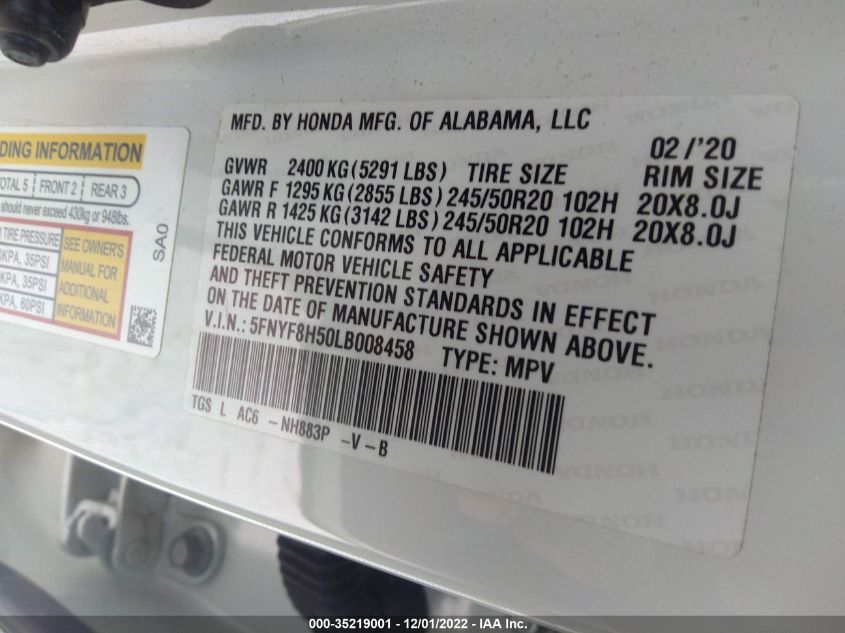 DING INFORMATION
TOTAL 5 FRONT 2 REAR 3
should never exceed 430kg or 948lbs.
TIRE PRESSURE
KPA, 35PSI
KPA, 35PSI
KPA, 60PSI
SEE OWNER'S
MANUAL FOR
ADDITIONAL
INFORMATION
SA0
MFD. BY HONDA MFG. OF ALABAMA, LLC
02/'20
GVWR 2400 KG (5291 LBS) TIRE SIZE RIM SIZE
GAWR F 1295 KG (2855 LBS) 245/50R20 102H 20X8.0J
GAWR R 1425 KG (3142 LBS) 245/50R20 102H 20X8.0J
THIS VEHICLE CONFORMS TO ALL APPLICABLE
FEDERAL MOTOR VEHICLE SAFETY
AND THEFT PREVENTION STANDARDS IN EFFECT
ON THE DATE OF MANUFACTURE SHOWN ABOVE.
V.I.N.: 5FNYF8H50LB008458 TYPE: MPV
TGS L AC6 -NH883P -V-B
000-35219001 - 12/01/2022 - IAA Inc.